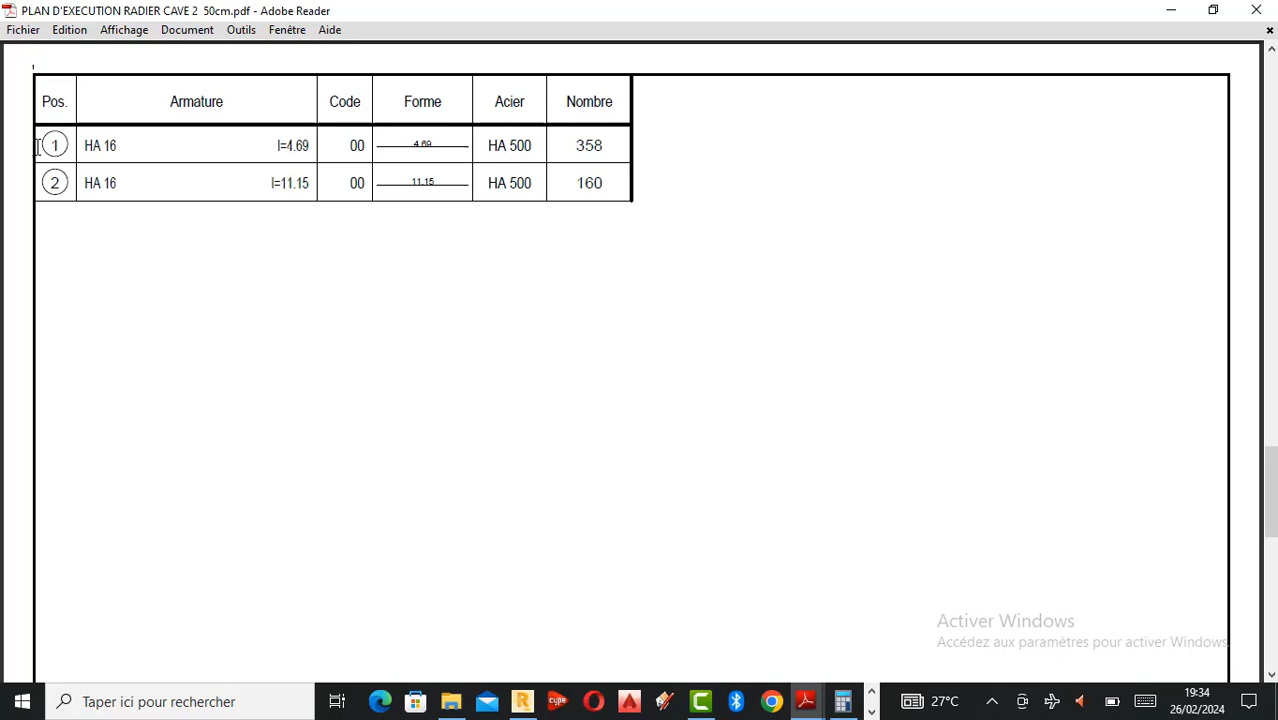 PLAN D'EXECUTION RADIER CAVE 2 50cm.pdf - Adobe Reader
Fichier Edition Affichage Document Outils Fenêtre Aide
Pos. Armature Code Forme Acier Nombre
1 HA 16 l=4.69 00 4.69 HA 500 358
2 HA 16 l=11.15 00 11.15 HA 500 160
Activer Windows
Accédez aux paramètres pour activer Windows.
Taper ici pour rechercher
cype
27°C
19:34
26/02/2024